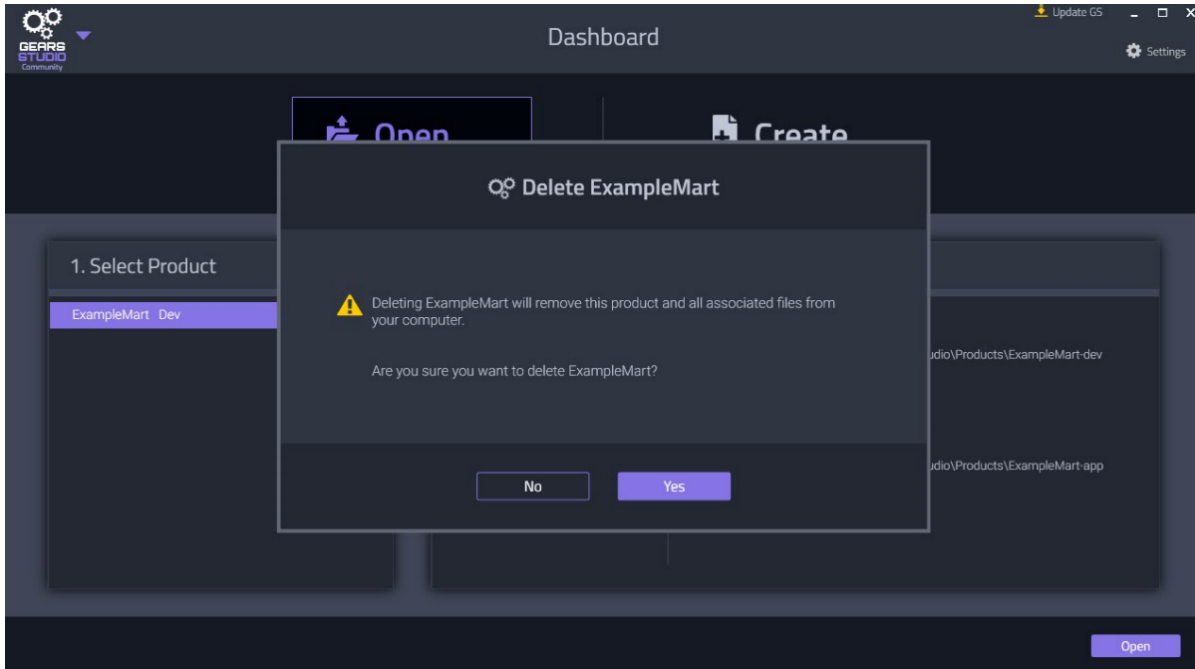 GEARS
STUDIO
Community
Dashboard
Update GS
Settings
Open
Create
Delete ExampleMart
1. Select Product
ExampleMart Dev
Deleting ExampleMart will remove this product and all associated files from
your computer.
Are you sure you want to delete ExampleMart?
udio\Products\ExampleMart-dev
udio\Products\ExampleMart-app
No
Yes
Open